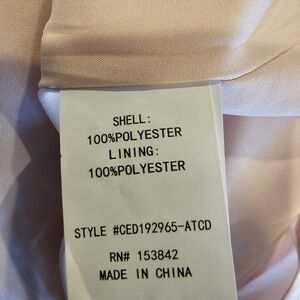 SHELL:
100%POLYESTER
LINING:
100%POLYESTER
STYLE #CED192965-ATCD
RN# 153842
MADE IN CHINA